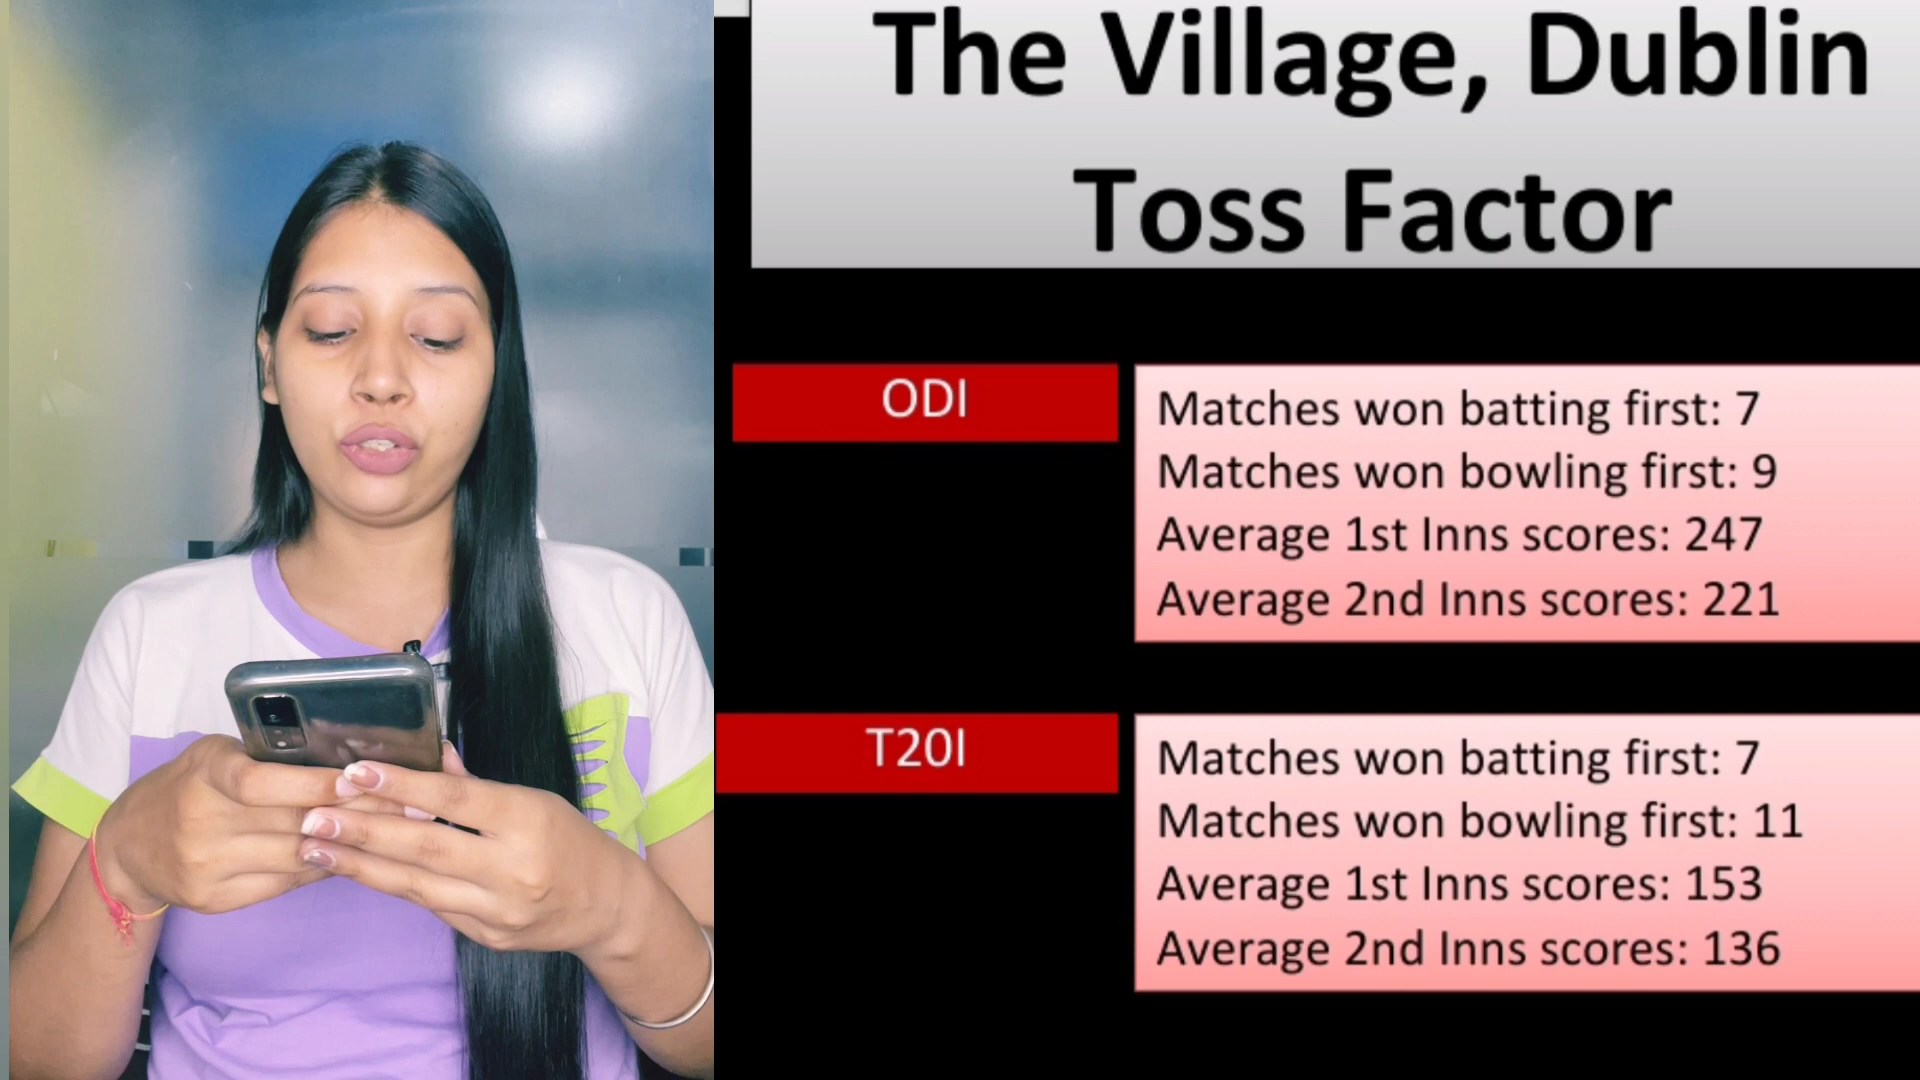 The Village, Dublin
Toss Factor
ODI
Matches won batting first: 7
Matches won bowling first: 9
Average 1st Inns scores: 247
Average 2nd Inns scores: 221
T20I
Matches won batting first: 7
Matches won bowling first: 11
Average 1st Inns scores: 153
Average 2nd Inns scores: 136